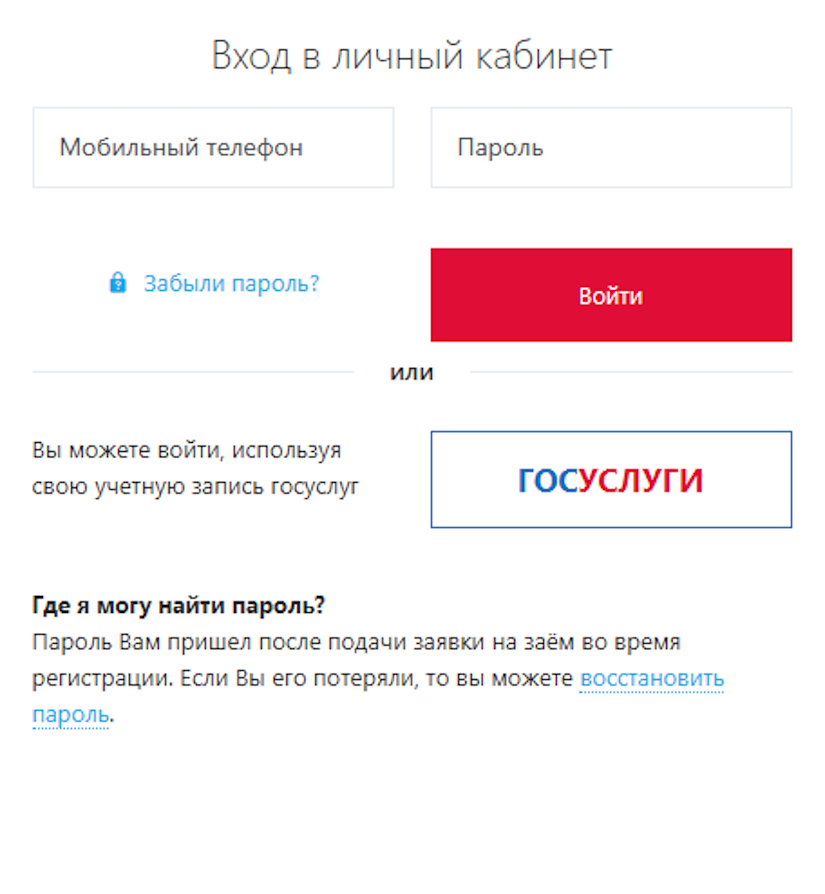 Вход в личный кабинет
Мобильный телефон
Пароль
Забыли пароль?
Войти
или
Вы можете войти, используя
свою учетную запись госуслуг
ГОСУСЛУГИ
Где я могу найти пароль?
Пароль Вам пришел после подачи заявки на заём во время
регистрации. Если Вы его потеряли, то вы можете восстановить
пароль.